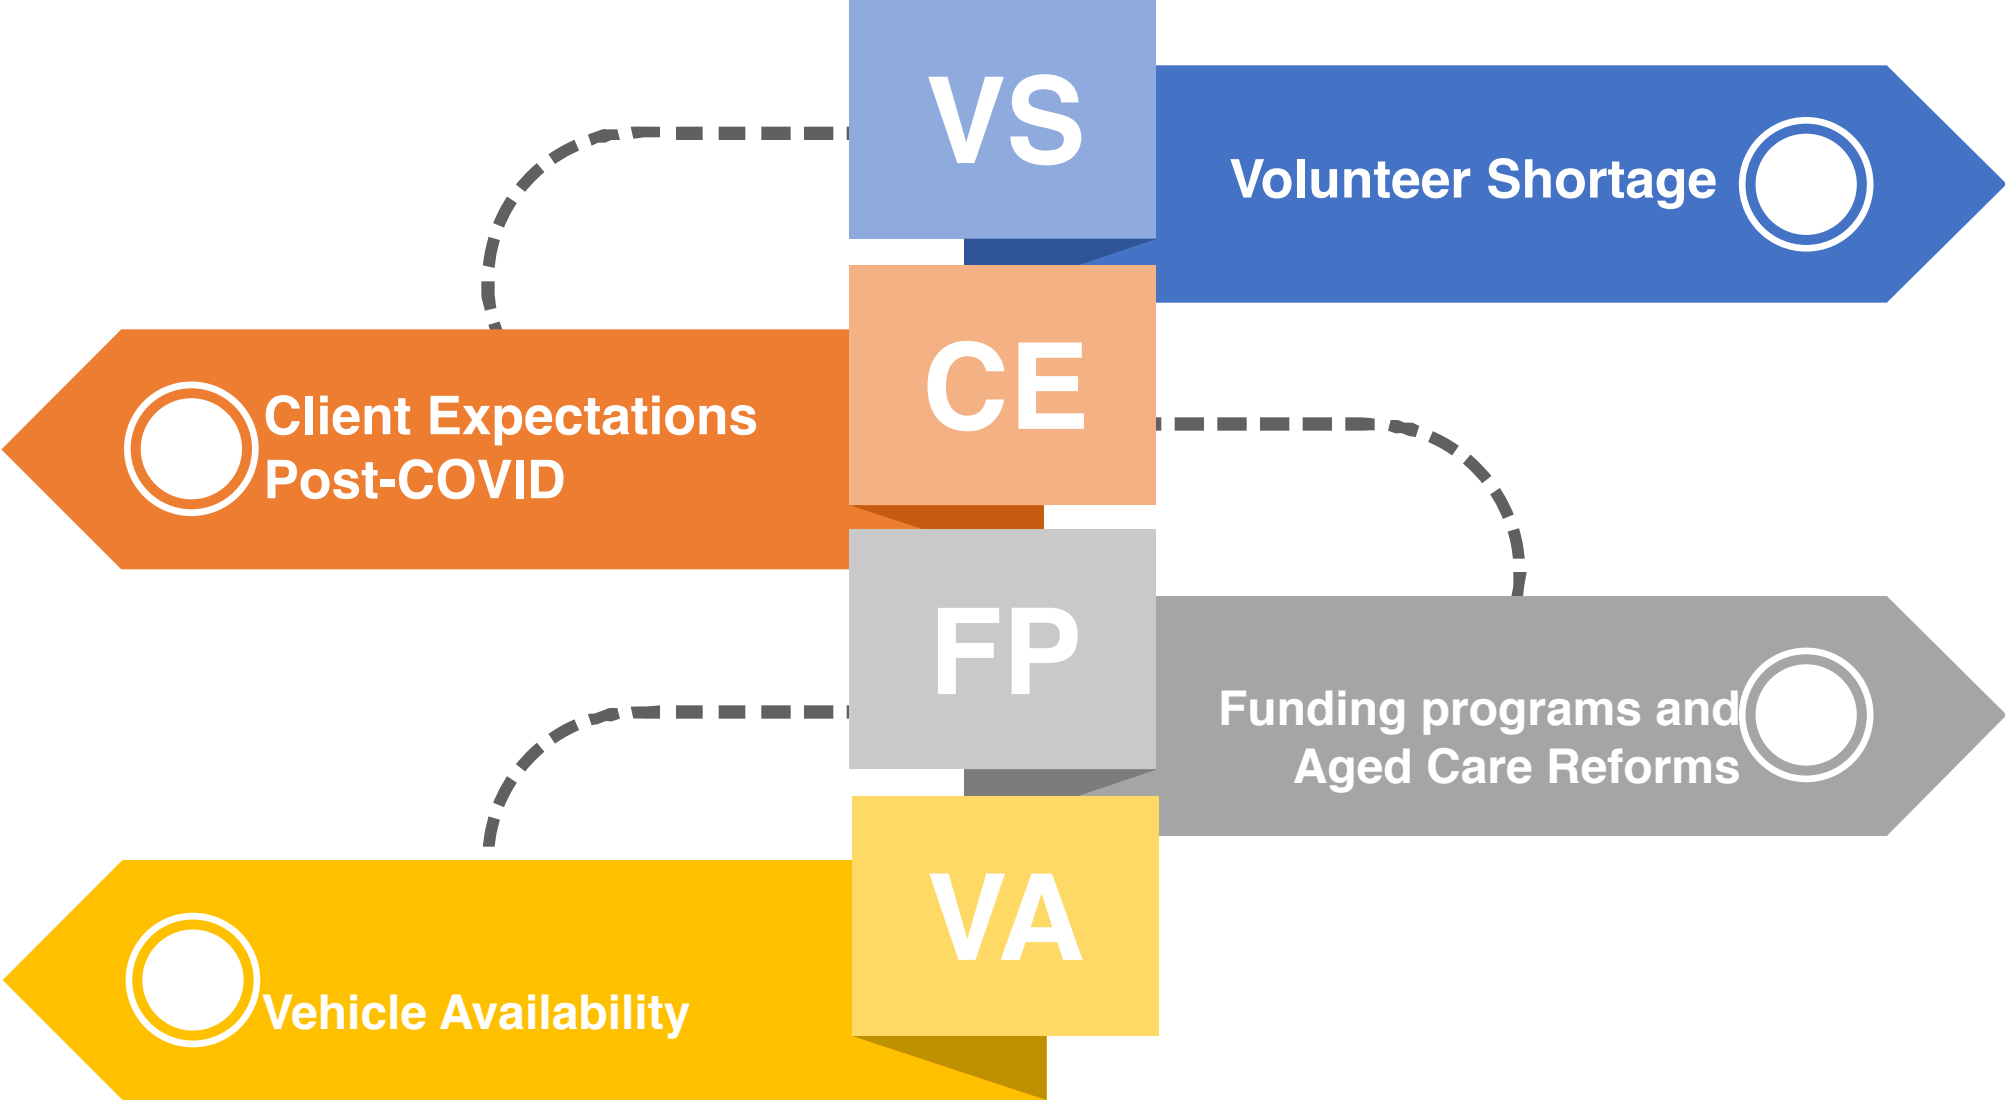 VS
Volunteer Shortage
CE
Client Expectations
Post-COVID
FP
Funding programs and
Aged Care Reforms
VA
Vehicle Availability